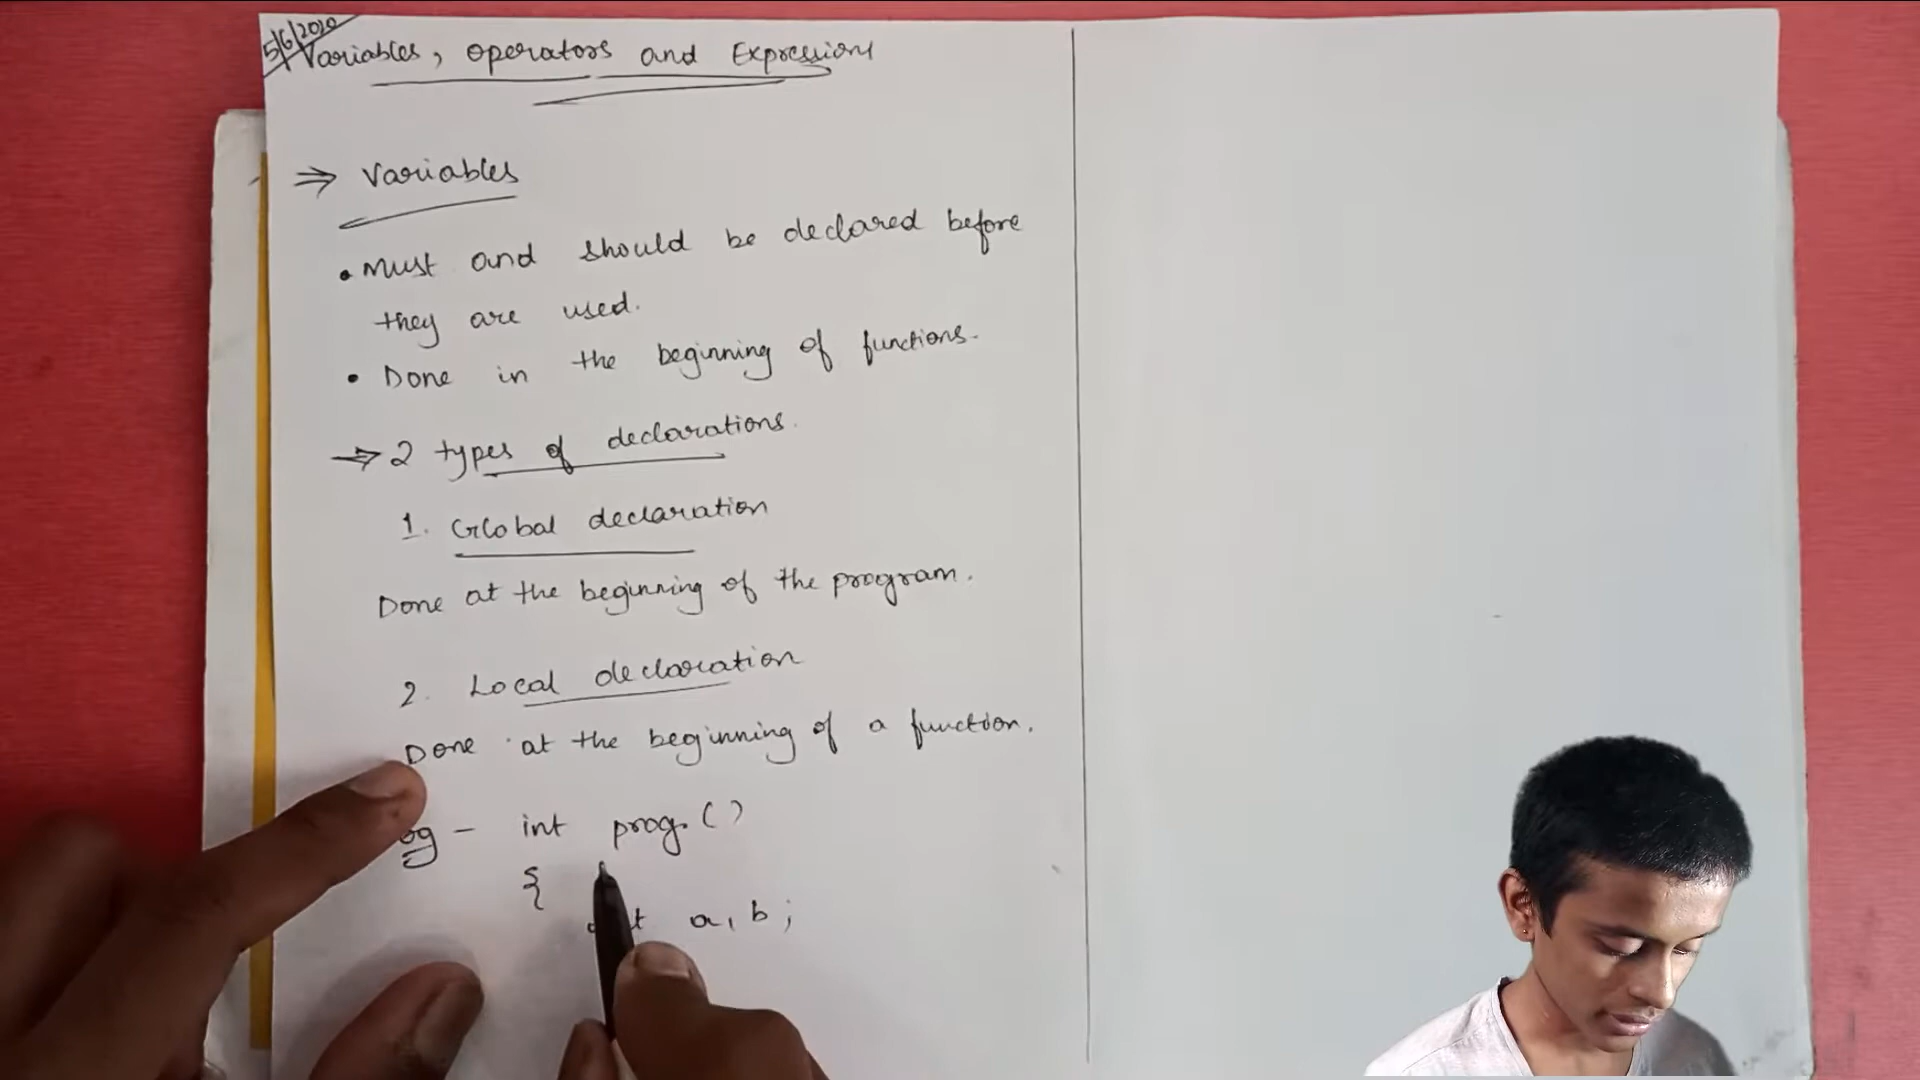 5/6/2020
Variables, operators and Expressions
⇒ Variables
• Must and should be declared before
they are used.
• Done in the beginning of functions.
⇒ 2 types of declarations.
1. Global declaration
Done at the beginning of the program.
2. Local declaration
Done at the beginning of a function.
eg - int prog.()
{
int a, b;